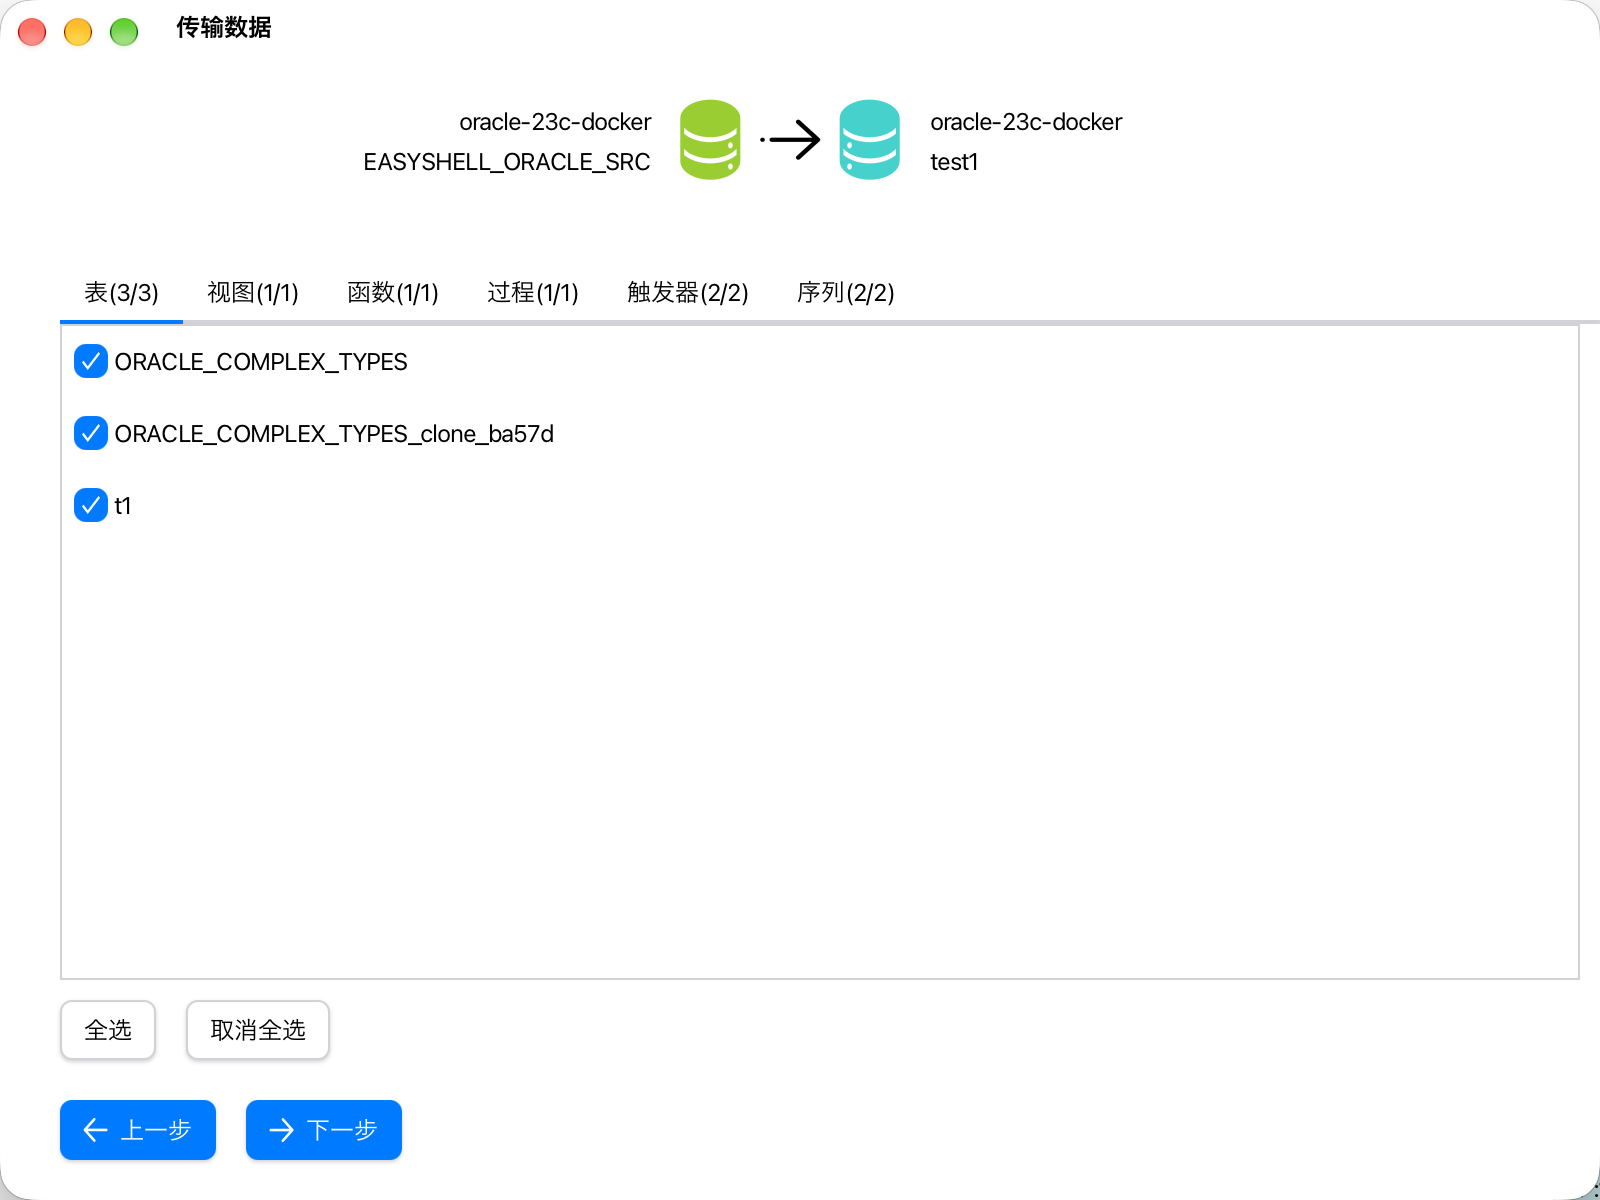 传输数据
oracle-23c-docker
EASYSHELL_ORACLE_SRC
oracle-23c-docker
test1
表(3/3) 视图(1/1) 函数(1/1) 过程(1/1) 触发器(2/2) 序列(2/2)
ORACLE_COMPLEX_TYPES
ORACLE_COMPLEX_TYPES_clone_ba57d
t1
全选 取消全选
上一步 下一步